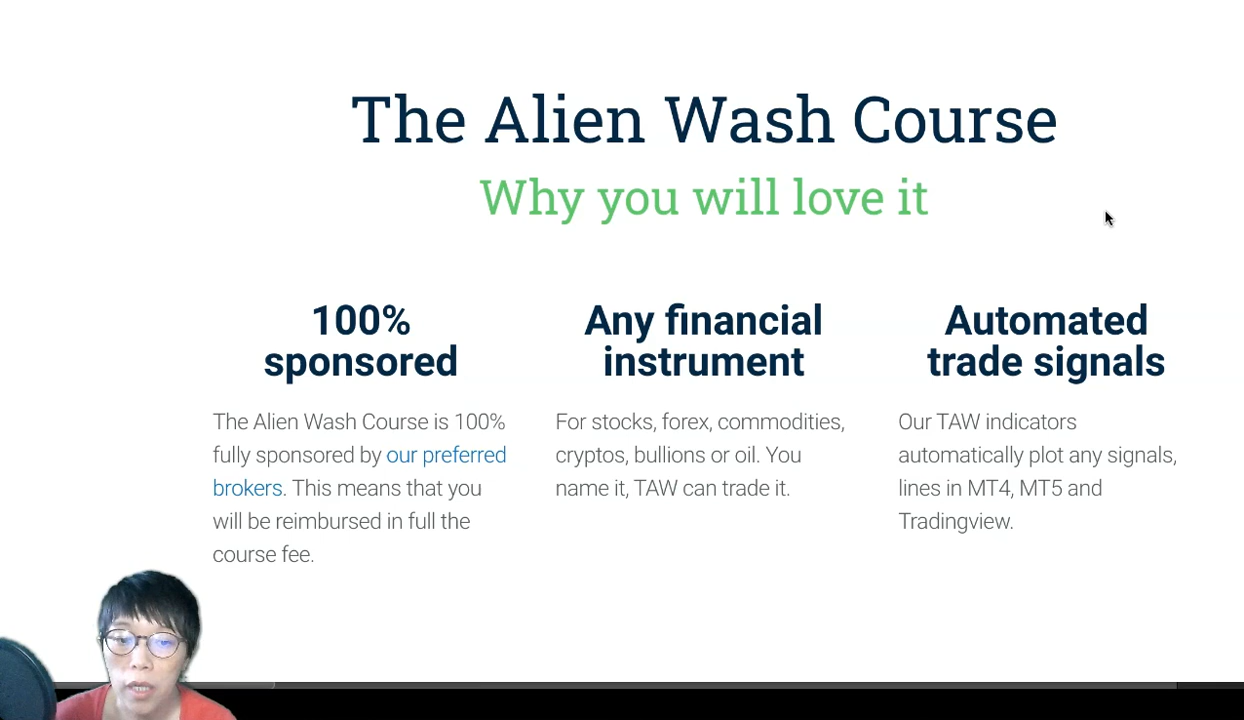 The Alien Wash Course
Why you will love it
100%
sponsored
The Alien Wash Course is 100%
fully sponsored by our preferred
brokers. This means that you
will be reimbursed in full the
course fee.
Any financial
instrument
For stocks, forex, commodities,
cryptos, bullions or oil. You
name it, TAW can trade it.
Automated
trade signals
Our TAW indicators
automatically plot any signals,
lines in MT4, MT5 and
Tradingview.